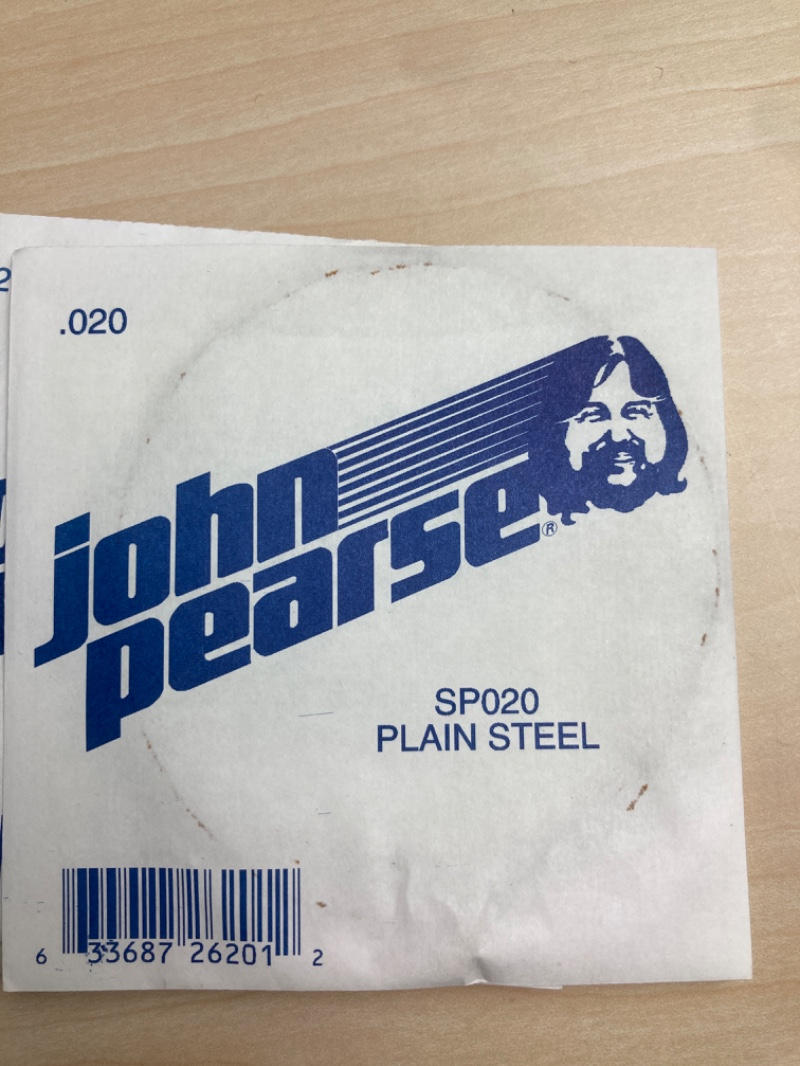 .020
john
pearse®
SP020
PLAIN STEEL
6 33687 26201 2